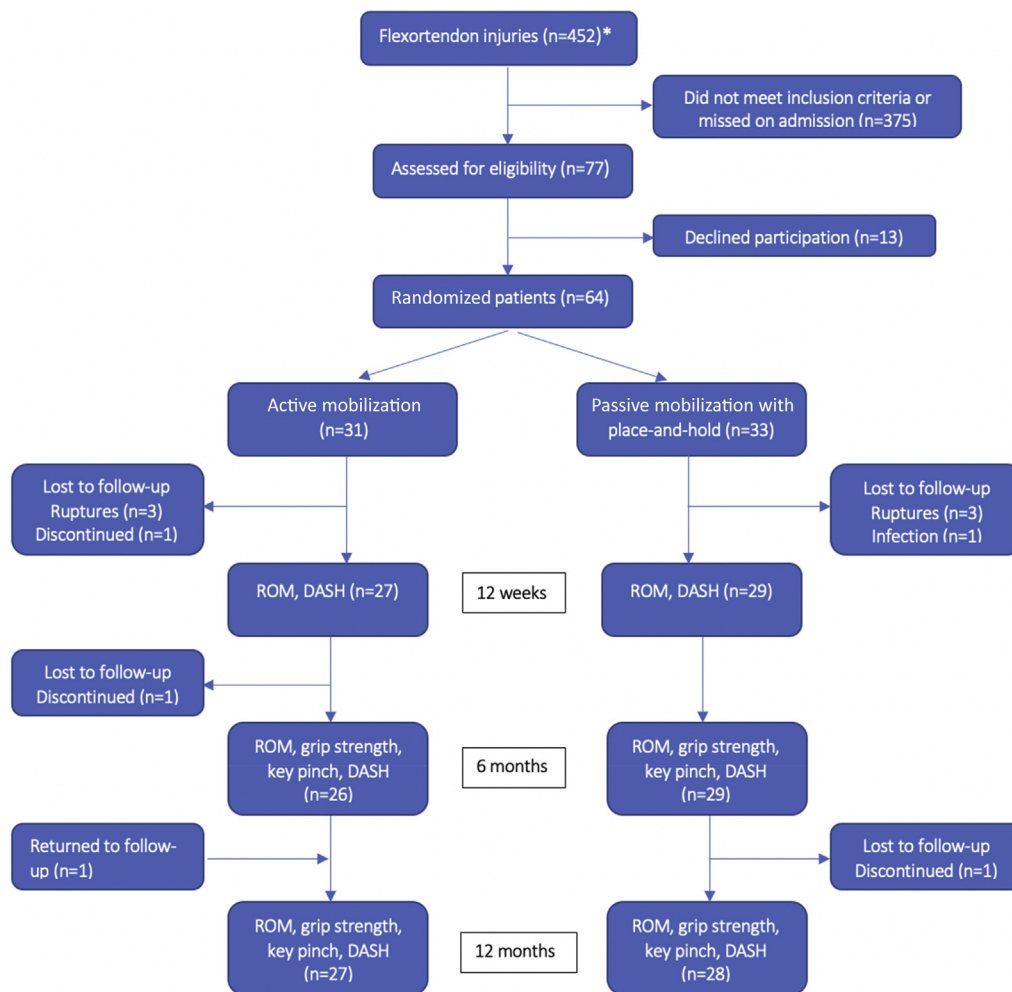 Flexortendon injuries (n=452)*
Did not meet inclusion criteria or
missed on admission (n=375)
Assessed for eligibility (n=77)
Declined participation (n=13)
Randomized patients (n=64)
Active mobilization
(n=31)
Passive mobilization with
place-and-hold (n=33)
Lost to follow-up
Ruptures (n=3)
Discontinued (n=1)
Lost to follow-up
Ruptures (n=3)
Infection (n=1)
ROM, DASH (n=27)
12 weeks
ROM, DASH (n=29)
Lost to follow-up
Discontinued (n=1)
ROM, grip strength,
key pinch, DASH
(n=26)
6 months
ROM, grip strength,
key pinch, DASH
(n=29)
Returned to follow-
up (n=1)
Lost to follow-up
Discontinued (n=1)
ROM, grip strength,
key pinch, DASH
(n=27)
12 months
ROM, grip strength,
key pinch, DASH
(n=28)